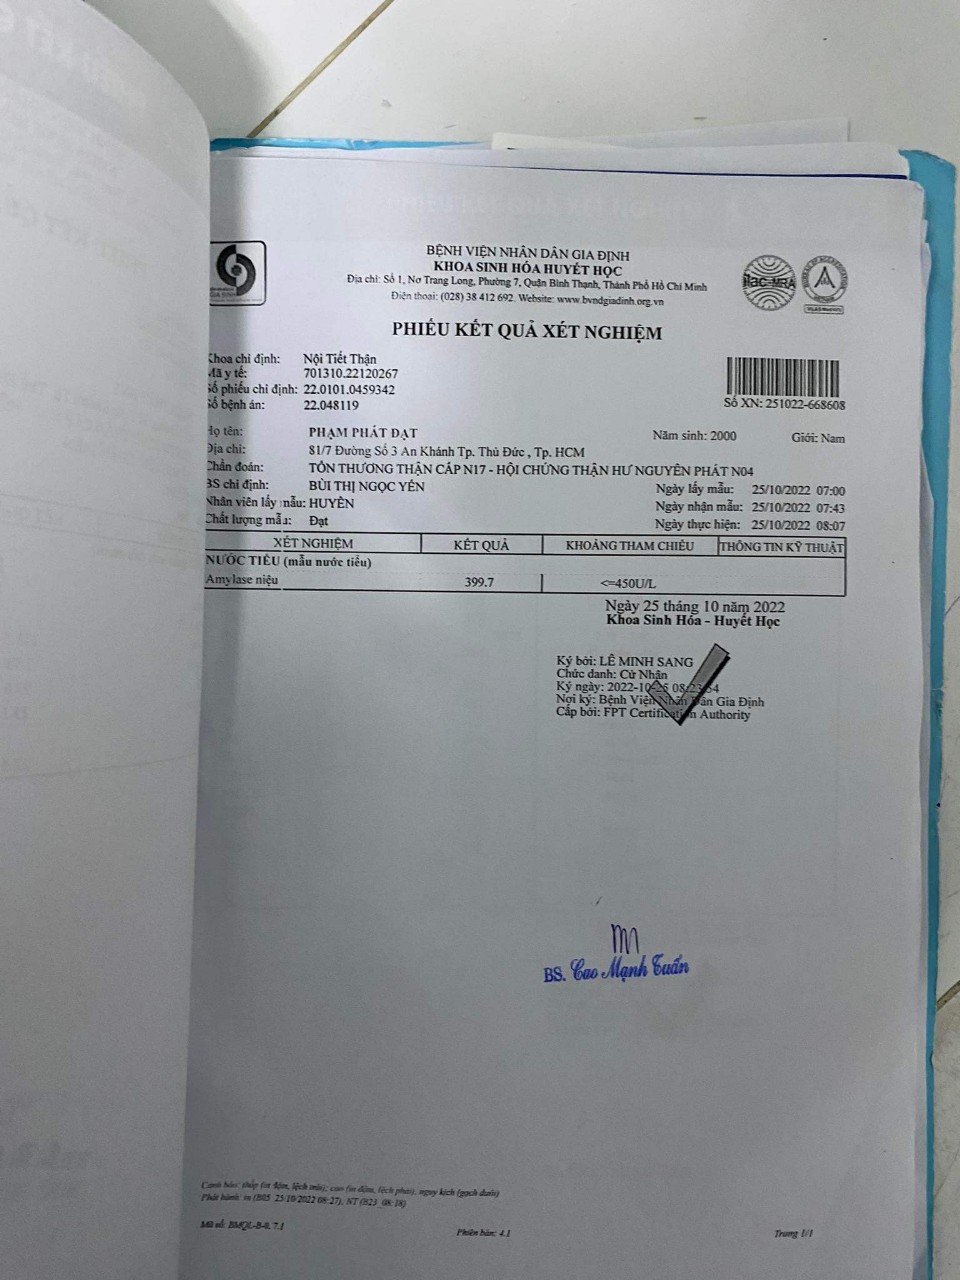 BỆNH VIỆN NHÂN DÂN GIA ĐỊNH
KHOA SINH HÓA HUYẾT HỌC
Địa chỉ: Số 1, Nơ Trang Long, Phường 7, Quận Bình Thạnh, Thành Phố Hồ Chí Minh
Điện thoại: (028) 38 412 692. Website: www.bvndgiadinh.org.vn
ilac-MRA
PHIẾU KẾT QUẢ XÉT NGHIỆM
Khoa chỉ định: Nội Tiết Thận
Mã y tế: 701310.22120267
Số phiếu chỉ định: 22.0101.0459342
Số bệnh án: 22.048119
Số XN: 251022-668608
Họ tên: PHẠM PHÁT ĐẠT Năm sinh: 2000 Giới: Nam
Địa chỉ: 81/7 Đường Số 3 An Khánh Tp. Thủ Đức , Tp. HCM
Chẩn đoán: TỔN THƯƠNG THẬN CẤP N17 - HỘI CHỨNG THẬN HƯ NGUYÊN PHÁT N04
BS chỉ định: BÙI THỊ NGỌC YẾN Ngày lấy mẫu: 25/10/2022 07:00
Nhân viên lấy mẫu: HUYỀN Ngày nhận mẫu: 25/10/2022 07:43
Chất lượng mẫu: Đạt Ngày thực hiện: 25/10/2022 08:07
XÉT NGHIỆM KẾT QUẢ KHOẢNG THAM CHIẾU THÔNG TIN KỸ THUẬT
NƯỚC TIỂU (mẫu nước tiểu)
Amylase niệu 399.7 <=450U/L
Ngày 25 tháng 10 năm 2022
Khoa Sinh Hóa - Huyết Học
Ký bởi: LÊ MINH SANG
Chức danh: Cử Nhân
Ký ngày: 2022-10-25 08:23:54
Nơi ký: Bệnh Viện Nhân Dân Gia Định
Cấp bởi: FPT Certification Authority
BS. Cao Mạnh Tuấn
Cảnh báo: thấp (in đậm, lệch trái); cao (in đậm, lệch phải), nguy kịch (gạch dưới)
Phát hành: in (B05 25/10/2022 08:27), NT (B23 08:18)
Mã số: BMQL-B-0.7.1 Phiên bản: 4.1 Trang 1/1